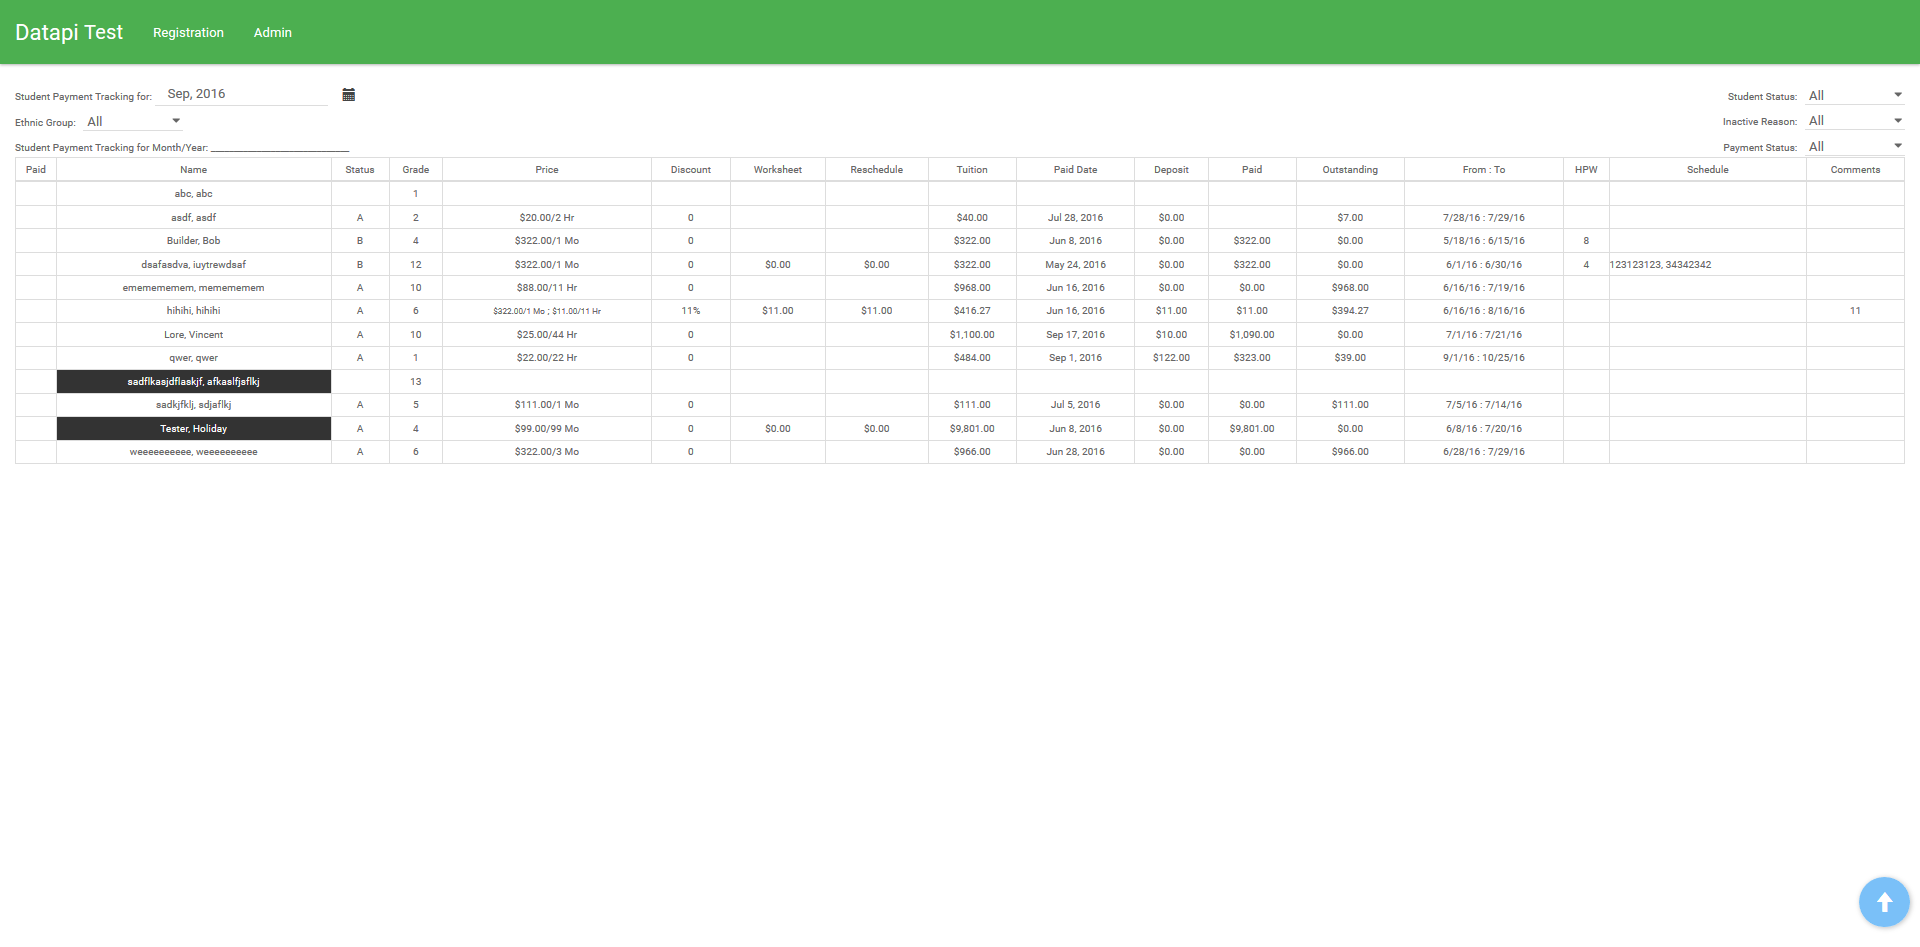 Datapi Test Registration Admin
Student Payment Tracking for: Sep, 2016 Student Status: All
Ethnic Group: All Inactive Reason: All
Student Payment Tracking for Month/Year: ____________________________ Payment Status: All
Paid Name Status Grade Price Discount Worksheet Reschedule Tuition Paid Date Deposit Paid Outstanding From : To HPW Schedule Comments
abc, abc 1
asdf, asdf A 2 $20.00/2 Hr 0 $40.00 Jul 28, 2016 $0.00 $7.00 7/28/16 : 7/29/16
Builder, Bob B 4 $322.00/1 Mo 0 $322.00 Jun 8, 2016 $0.00 $322.00 $0.00 5/18/16 : 6/15/16 8
dsafasdva, iuytrewdsaf B 12 $322.00/1 Mo 0 $0.00 $0.00 $322.00 May 24, 2016 $0.00 $322.00 $0.00 6/1/16 : 6/30/16 4 123123123, 34342342
emememememem, memememem A 10 $88.00/11 Hr 0 $968.00 Jun 16, 2016 $0.00 $0.00 $968.00 6/16/16 : 7/19/16
hihihi, hihihi A 6 $322.00/1 Mo ; $11.00/11 Hr 11% $11.00 $11.00 $416.27 Jun 16, 2016 $11.00 $11.00 $394.27 6/16/16 : 8/16/16 11
Lore, Vincent A 10 $25.00/44 Hr 0 $1,100.00 Sep 17, 2016 $10.00 $1,090.00 $0.00 7/1/16 : 7/21/16
qwer, qwer A 1 $22.00/22 Hr 0 $484.00 Sep 1, 2016 $122.00 $323.00 $39.00 9/1/16 : 10/25/16
sadflkasjdflaskjf, afkaslfjsflkj 13
sadkjfklj, sdjaflkj A 5 $111.00/1 Mo 0 $111.00 Jul 5, 2016 $0.00 $0.00 $111.00 7/5/16 : 7/14/16
Tester, Holiday A 4 $99.00/99 Mo 0 $0.00 $0.00 $9,801.00 Jun 8, 2016 $0.00 $9,801.00 $0.00 6/8/16 : 7/20/16
weeeeeeeeee, weeeeeeeeee A 6 $322.00/3 Mo 0 $966.00 Jun 28, 2016 $0.00 $0.00 $966.00 6/28/16 : 7/29/16